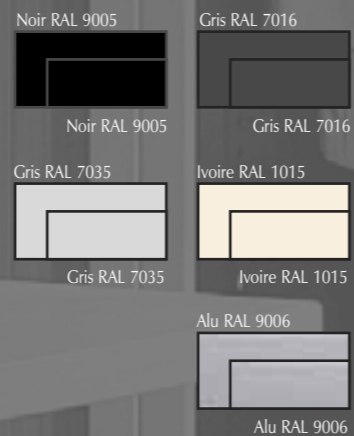 Noir RAL 9005
Gris RAL 7016
Noir RAL 9005
Gris RAL 7016
Gris RAL 7035
Ivoire RAL 1015
Gris RAL 7035
Ivoire RAL 1015
Alu RAL 9006
Alu RAL 9006